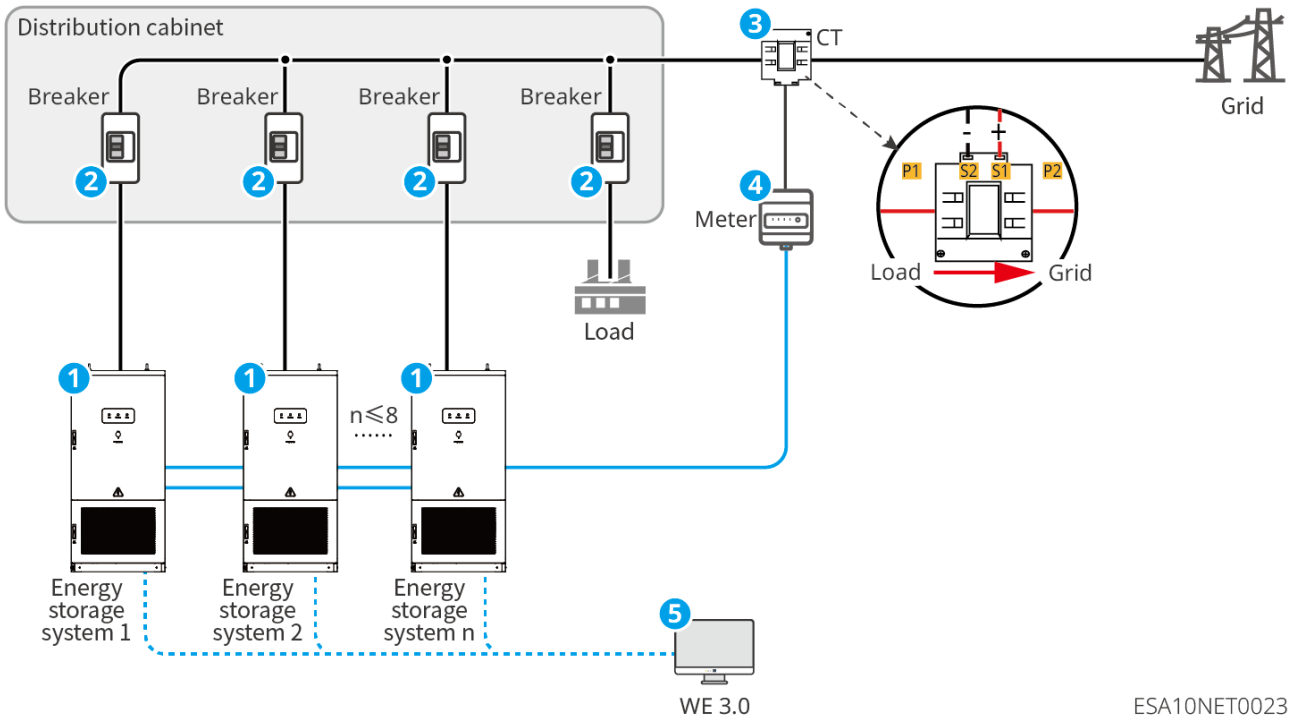 Distribution cabinet
3
CT
Breaker
Breaker
Breaker
Breaker
Grid
2
2
2
2
4
Meter
-
+
P1
S2
S1
P2
Load
Grid
Load
1
1
1
n≤8
......
Energy
storage
system 1
Energy
storage
system 2
Energy
storage
system n
5
WE 3.0
ESA10NET0023